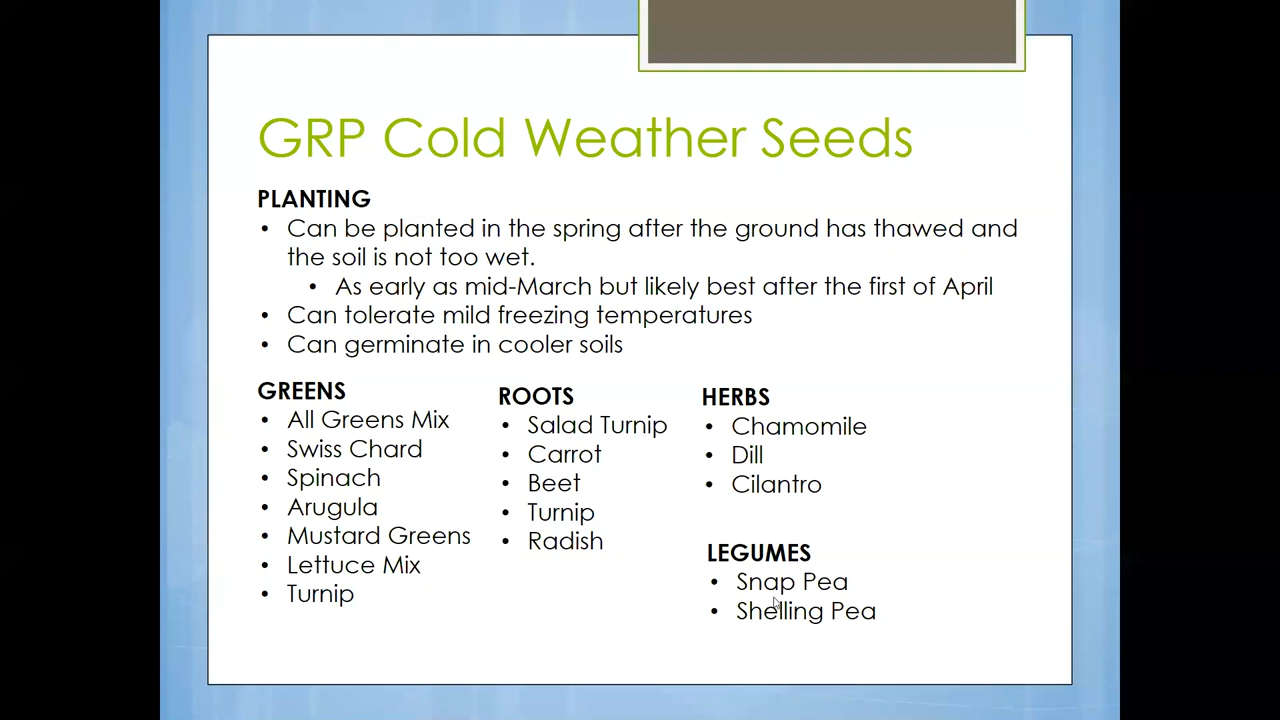 GRP Cold Weather Seeds
PLANTING
• Can be planted in the spring after the ground has thawed and
the soil is not too wet.
• As early as mid-March but likely best after the first of April
• Can tolerate mild freezing temperatures
• Can germinate in cooler soils
GREENS
• All Greens Mix
• Swiss Chard
• Spinach
• Arugula
• Mustard Greens
• Lettuce Mix
• Turnip
ROOTS
• Salad Turnip
• Carrot
• Beet
• Turnip
• Radish
HERBS
• Chamomile
• Dill
• Cilantro
LEGUMES
• Snap Pea
• Shelling Pea